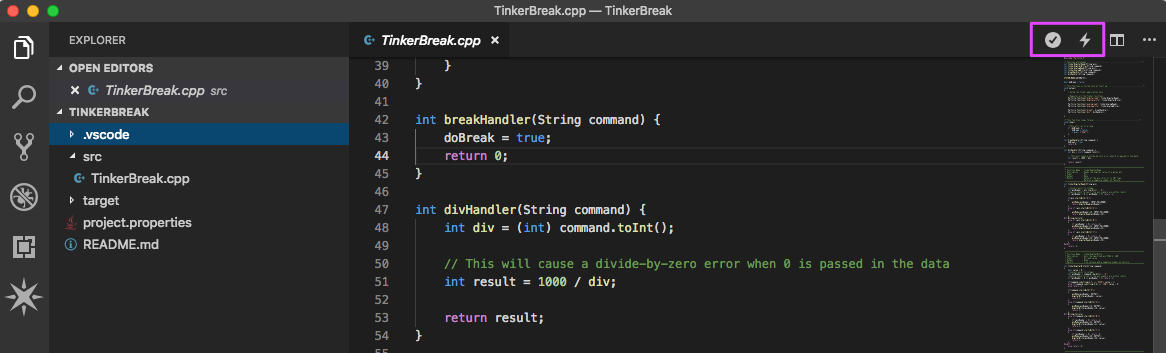 TinkerBreak.cpp — TinkerBreak
EXPLORER
OPEN EDITORS
TinkerBreak.cpp src
TINKERBREAK
.vscode
src
TinkerBreak.cpp
target
project.properties
README.md
TinkerBreak.cpp
39 }
40 }
41
42 int breakHandler(String command) {
43 doBreak = true;
44 return 0;
45 }
46
47 int divHandler(String command) {
48 int div = (int) command.toInt();
49
50 // This will cause a divide-by-zero error when 0 is passed in the data
51 int result = 1000 / div;
52
53 return result;
54 }
55